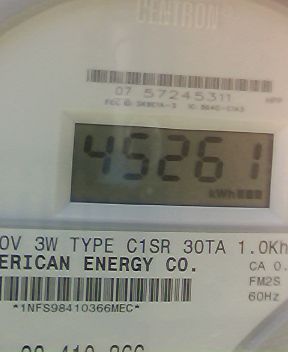 CENTRON
07 57245311
45261
kWh
0V 3W TYPE C1SR 30TA 1.0Kh
ERICAN ENERGY CO.
CA 0.
FM2S
60Hz
*1NFS98410366MEC*